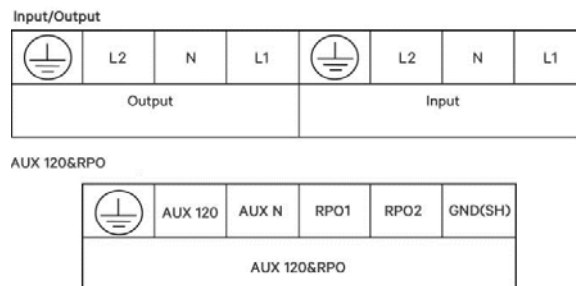 Input/Output
L2 N L1 L2 N L1
Output Input
AUX 120&RPO
AUX 120 AUX N RPO1 RPO2 GND(SH)
AUX 120&RPO